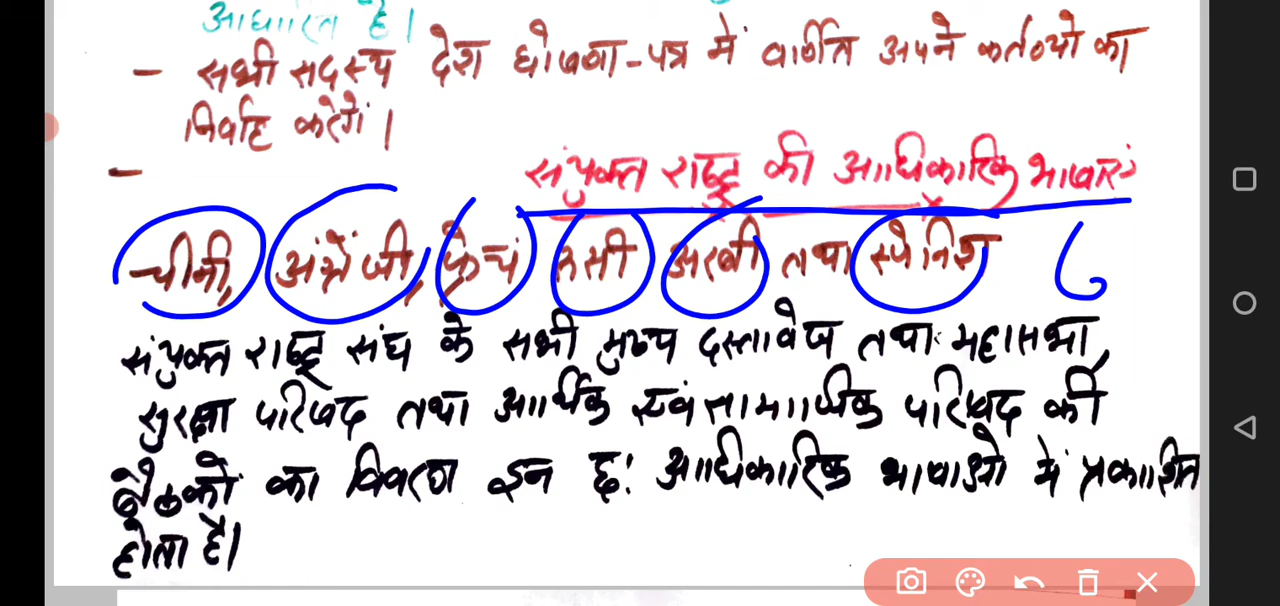 आधारित है।
– सभी सदस्य देश घोषणा-पत्र में वर्णित अपने कर्तव्यो का
निर्वाह करेगें।
–
संयुक्त राष्ट्र की आधिकारिक भाषाएं
चीनी, अंग्रेंजी, फ्रेन्चं रुसी अरबी तथा स्पेनिश 6
संयुक्त राष्ट्र संघ के सभी मुख्य दस्तावेज तथा महासभा,
सुरक्षा परिषद तथा आर्थिक एवं सामाजिक परिषद की
बैठकों का विवरण इन छः आधिकारिक भाषाओ में प्रकाशित
होता है।